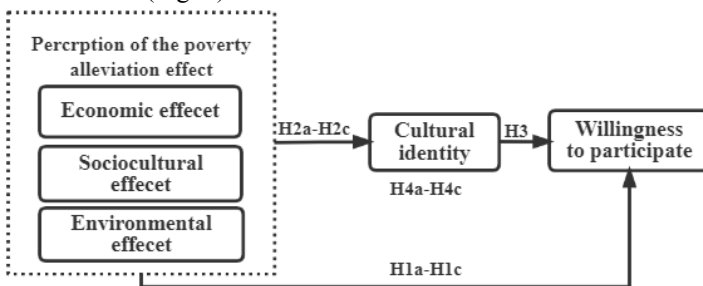 Percrption of the poverty
alleviation effect
Economic effecet
Sociocultural
effecet
Environmental
effecet
H2a-H2c
Cultural
identity
H4a-H4c
H3
Willingness
to participate
H1a-H1c